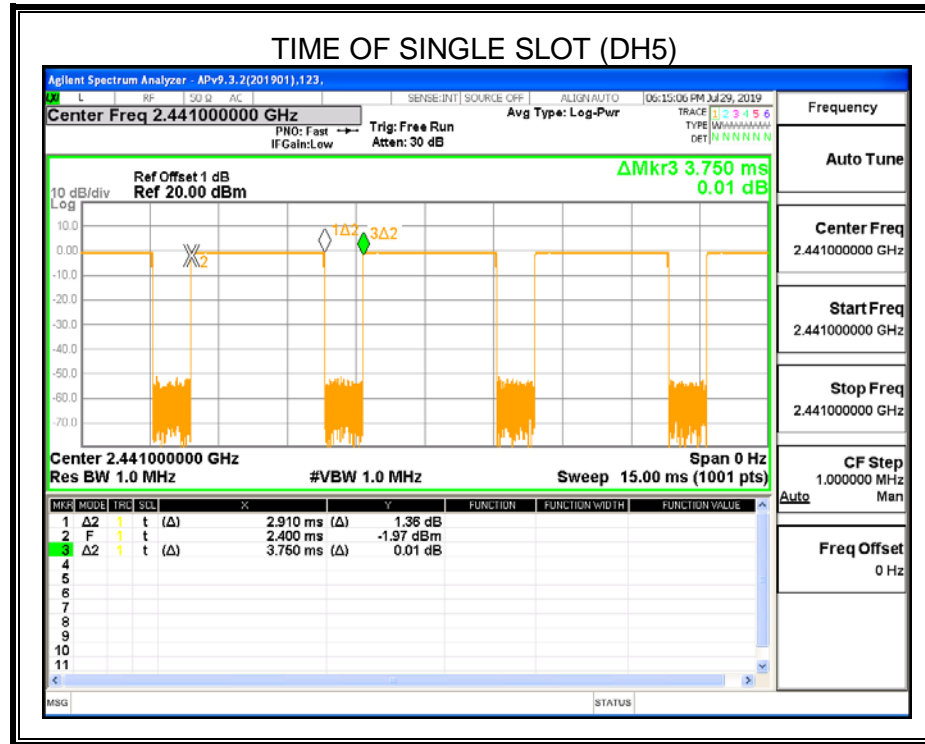 TIME OF SINGLE SLOT (DH5)
Agilent Spectrum Analyzer - APv9.3.2(201901),123,
L RF 50 Ω AC SENSE:INT SOURCE OFF ALIGN AUTO 06:15:06 PM Jul 29, 2019
Center Freq 2.441000000 GHz
PNO: Fast
IFGain:Low
Trig: Free Run
Atten: 30 dB
Avg Type: Log-Pwr
TRACE 1 2 3 4 5 6
TYPE WWWWWWW
DET N N N N N N
ΔMkr3 3.750 ms
0.01 dB
Ref Offset 1 dB
10 dB/div Ref 20.00 dBm
Log
10.0
0.00
-10.0
-20.0
-30.0
-40.0
-50.0
-60.0
-70.0
2
1Δ2
3Δ2
Center 2.441000000 GHz Span 0 Hz
Res BW 1.0 MHz #VBW 1.0 MHz Sweep 15.00 ms (1001 pts)
MKR MODE TRC SCL X Y FUNCTION FUNCTION WIDTH FUNCTION VALUE
1 Δ2 1 t (Δ) 2.910 ms (Δ) 1.36 dB
2 F 1 t 2.400 ms -1.97 dBm
3 Δ2 1 t (Δ) 3.750 ms (Δ) 0.01 dB
4
5
6
7
8
9
10
11
MSG STATUS
Frequency
Auto Tune
Center Freq
2.441000000 GHz
Start Freq
2.441000000 GHz
Stop Freq
2.441000000 GHz
CF Step
1.000000 MHz
Auto Man
Freq Offset
0 Hz